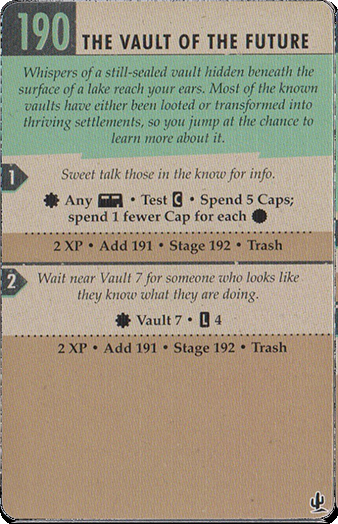 190 THE VAULT OF THE FUTURE
Whispers of a still-sealed vault hidden beneath the
surface of a lake reach your ears. Most of the known
vaults have either been looted or transformed into
thriving settlements, so you jump at the chance to
learn more about it.
1 Sweet talk those in the know for info.
Any • Test C • Spend 5 Caps;
spend 1 fewer Cap for each
2 XP • Add 191 • Stage 192 • Trash
2 Wait near Vault 7 for someone who looks like
they know what they are doing.
Vault 7 • L 4
2 XP • Add 191 • Stage 192 • Trash